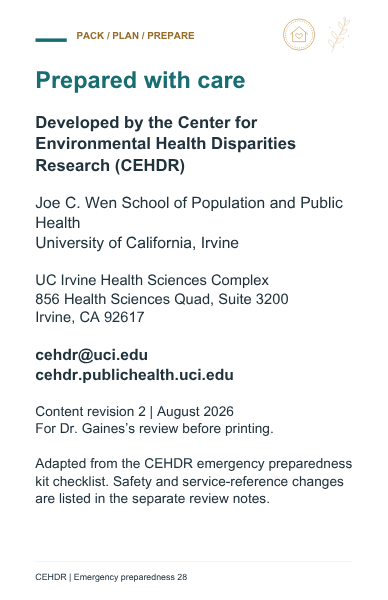 PACK / PLAN / PREPARE
Prepared with care
Developed by the Center for
Environmental Health Disparities
Research (CEHDR)
Joe C. Wen School of Population and Public
Health
University of California, Irvine
UC Irvine Health Sciences Complex
856 Health Sciences Quad, Suite 3200
Irvine, CA 92617
cehdr@uci.edu
cehdr.publichealth.uci.edu
Content revision 2 | August 2026
For Dr. Gaines’s review before printing.
Adapted from the CEHDR emergency preparedness
kit checklist. Safety and service-reference changes
are listed in the separate review notes.
CEHDR | Emergency preparedness 28